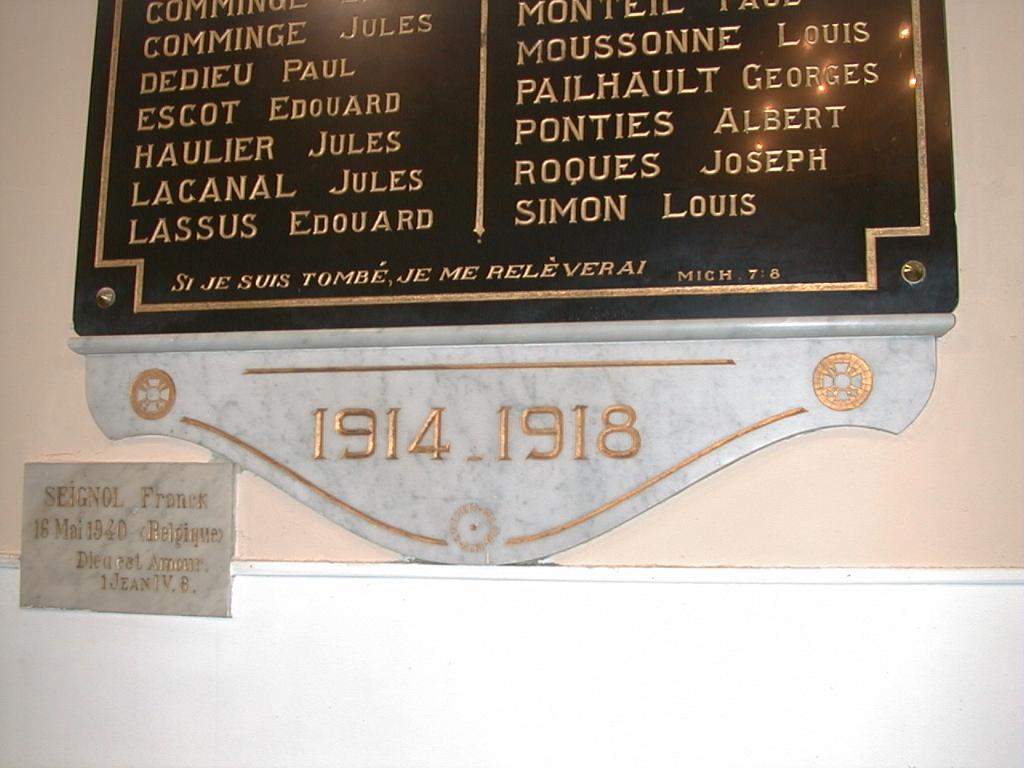 COMMINGE
COMMINGE JULES
DEDIEU PAUL
ESCOT EDOUARD
HAULIER JULES
LACANAL JULES
LASSUS EDOUARD
MONTEIL PAUL
MOUSSONNE LOUIS
PAILHAULT GEORGES
PONTIES ALBERT
ROQUES JOSEPH
SIMON LOUIS
SI JE SUIS TOMBÉ, JE ME RELÈVERAI MICH. 7:8
1914-1918
SEIGNOL Franck
16 Mai 1940 (Belgique)
Dieu est Amour.
1 JEAN IV. 8.